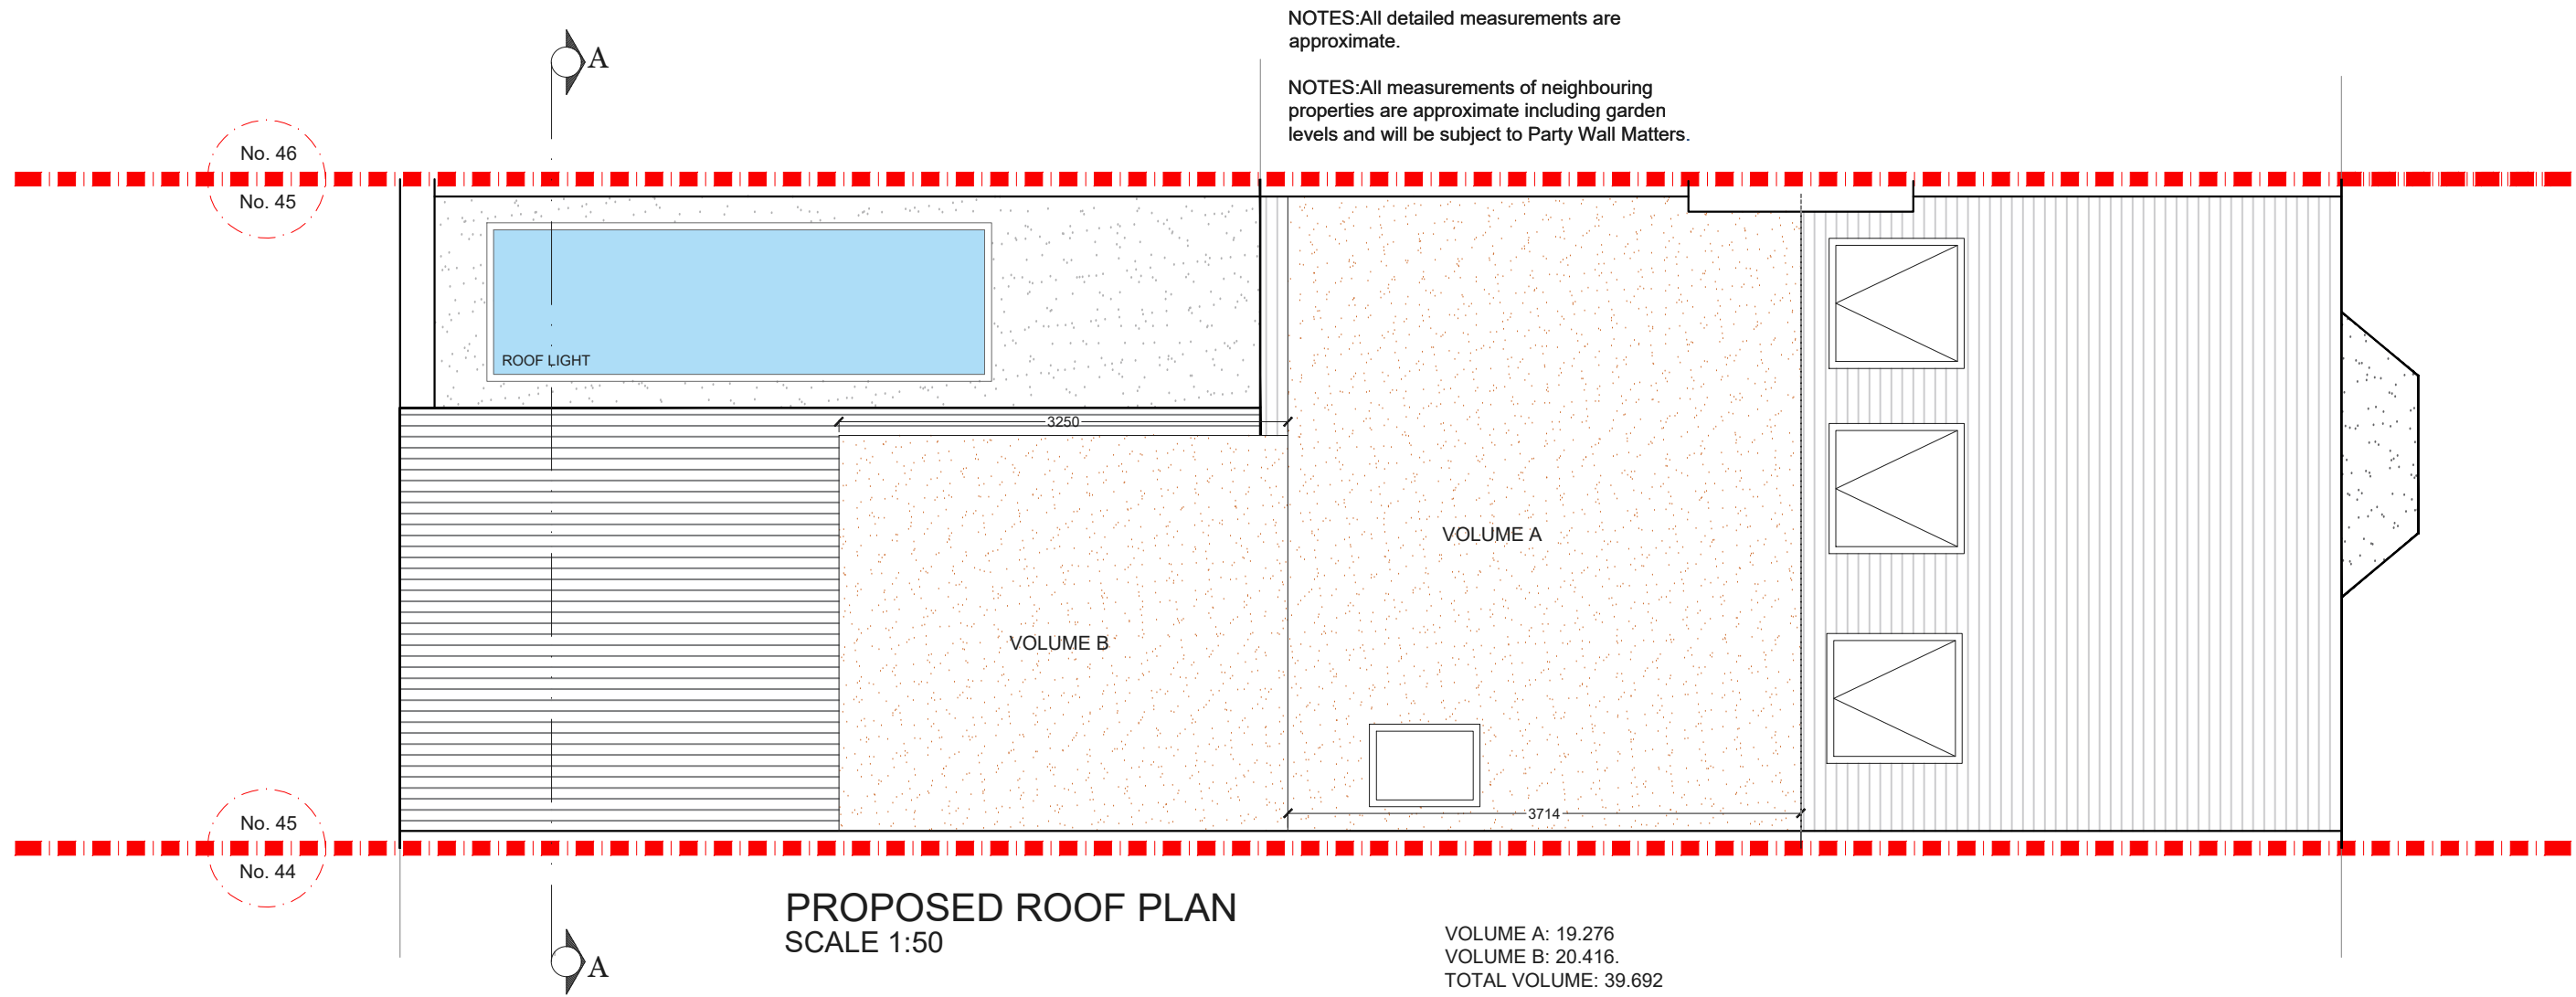 NOTES:All detailed measurements are
approximate.
NOTES:All measurements of neighbouring
properties are approximate including garden
levels and will be subject to Party Wall Matters.
A
No. 46
No. 45
ROOF LIGHT
3250
VOLUME A
VOLUME B
3714
No. 45
No. 44
PROPOSED ROOF PLAN
SCALE 1:50
A
VOLUME A: 19.276
VOLUME B: 20.416.
TOTAL VOLUME: 39.692